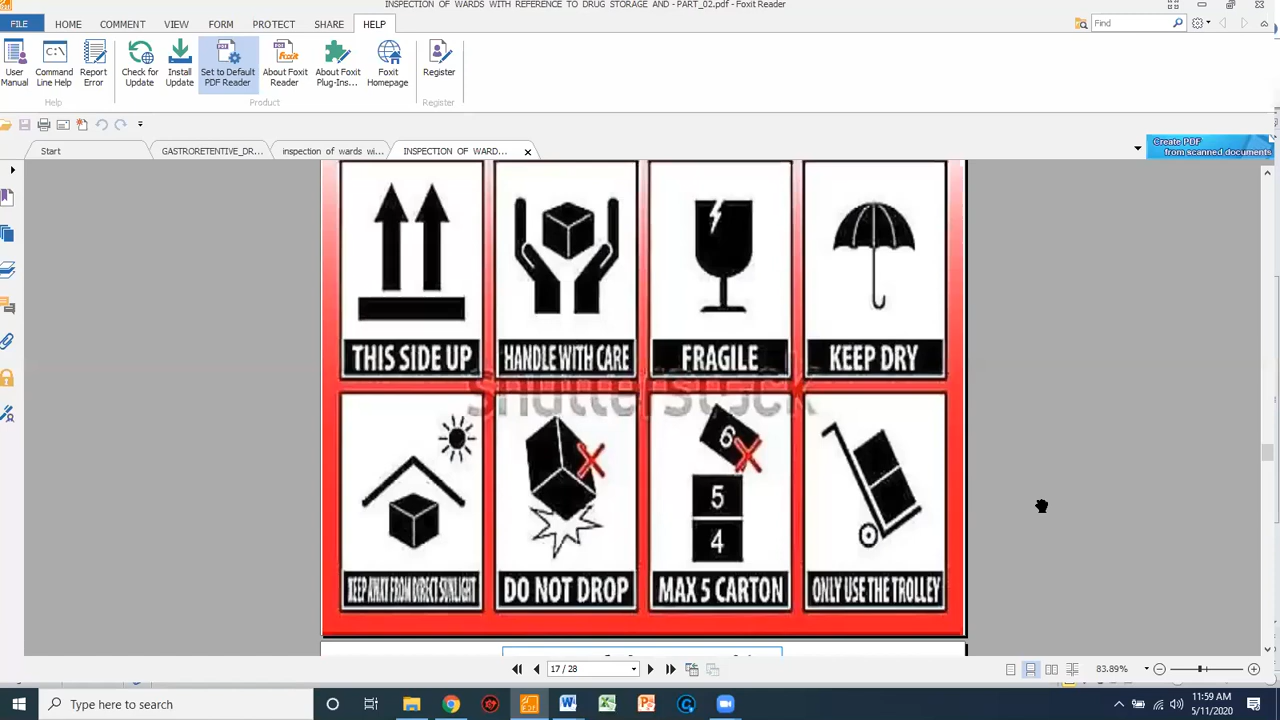 INSPECTION OF WARDS WITH REFERENCE TO DRUG STORAGE AND - PART_02.pdf - Foxit Reader
FILE HOME COMMENT VIEW FORM PROTECT SHARE HELP Find
User Manual
Command Line Help
Report Error
Check for Update
Install Update
Set to Default PDF Reader
About Foxit Reader
About Foxit Plug-Ins...
Foxit Homepage
Register
Help Product Register
Start GASTRORETENTIVE_DR... inspection of wards wi... INSPECTION OF WARD...
Create PDF
from scanned documents
THIS SIDE UP HANDLE WITH CARE FRAGILE KEEP DRY
shutterstock
6
5
4
KEEP AWAY FROM DIRECT SUNLIGHT DO NOT DROP MAX 5 CARTON ONLY USE THE TROLLEY
17 / 28 83.89%
Type here to search
11:59 AM
5/11/2020